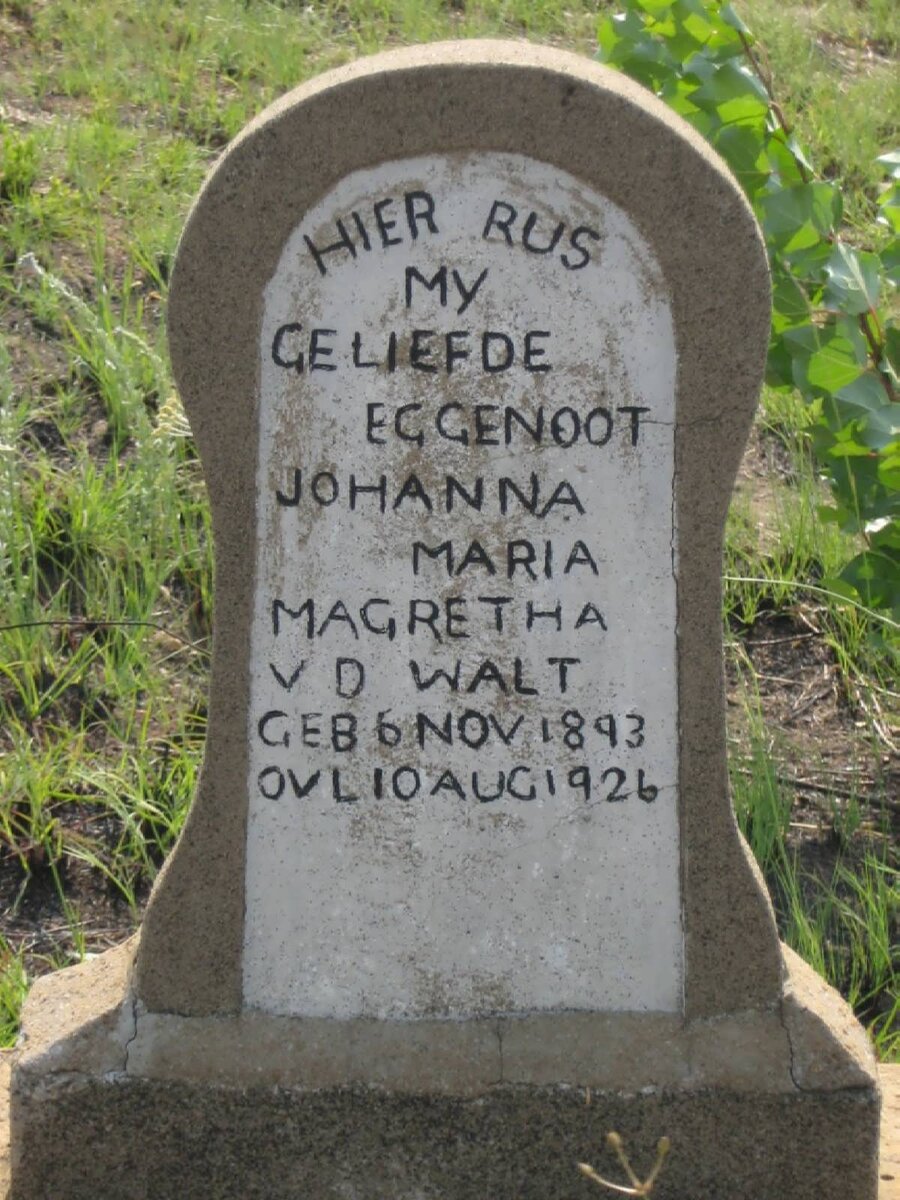 HIER RUS
MY
GELIEFDE
EGGENOOT
JOHANNA
MARIA
MAGRETHA
V D WALT
GEB 6 NOV 1893
OVL 10 AUG 1926